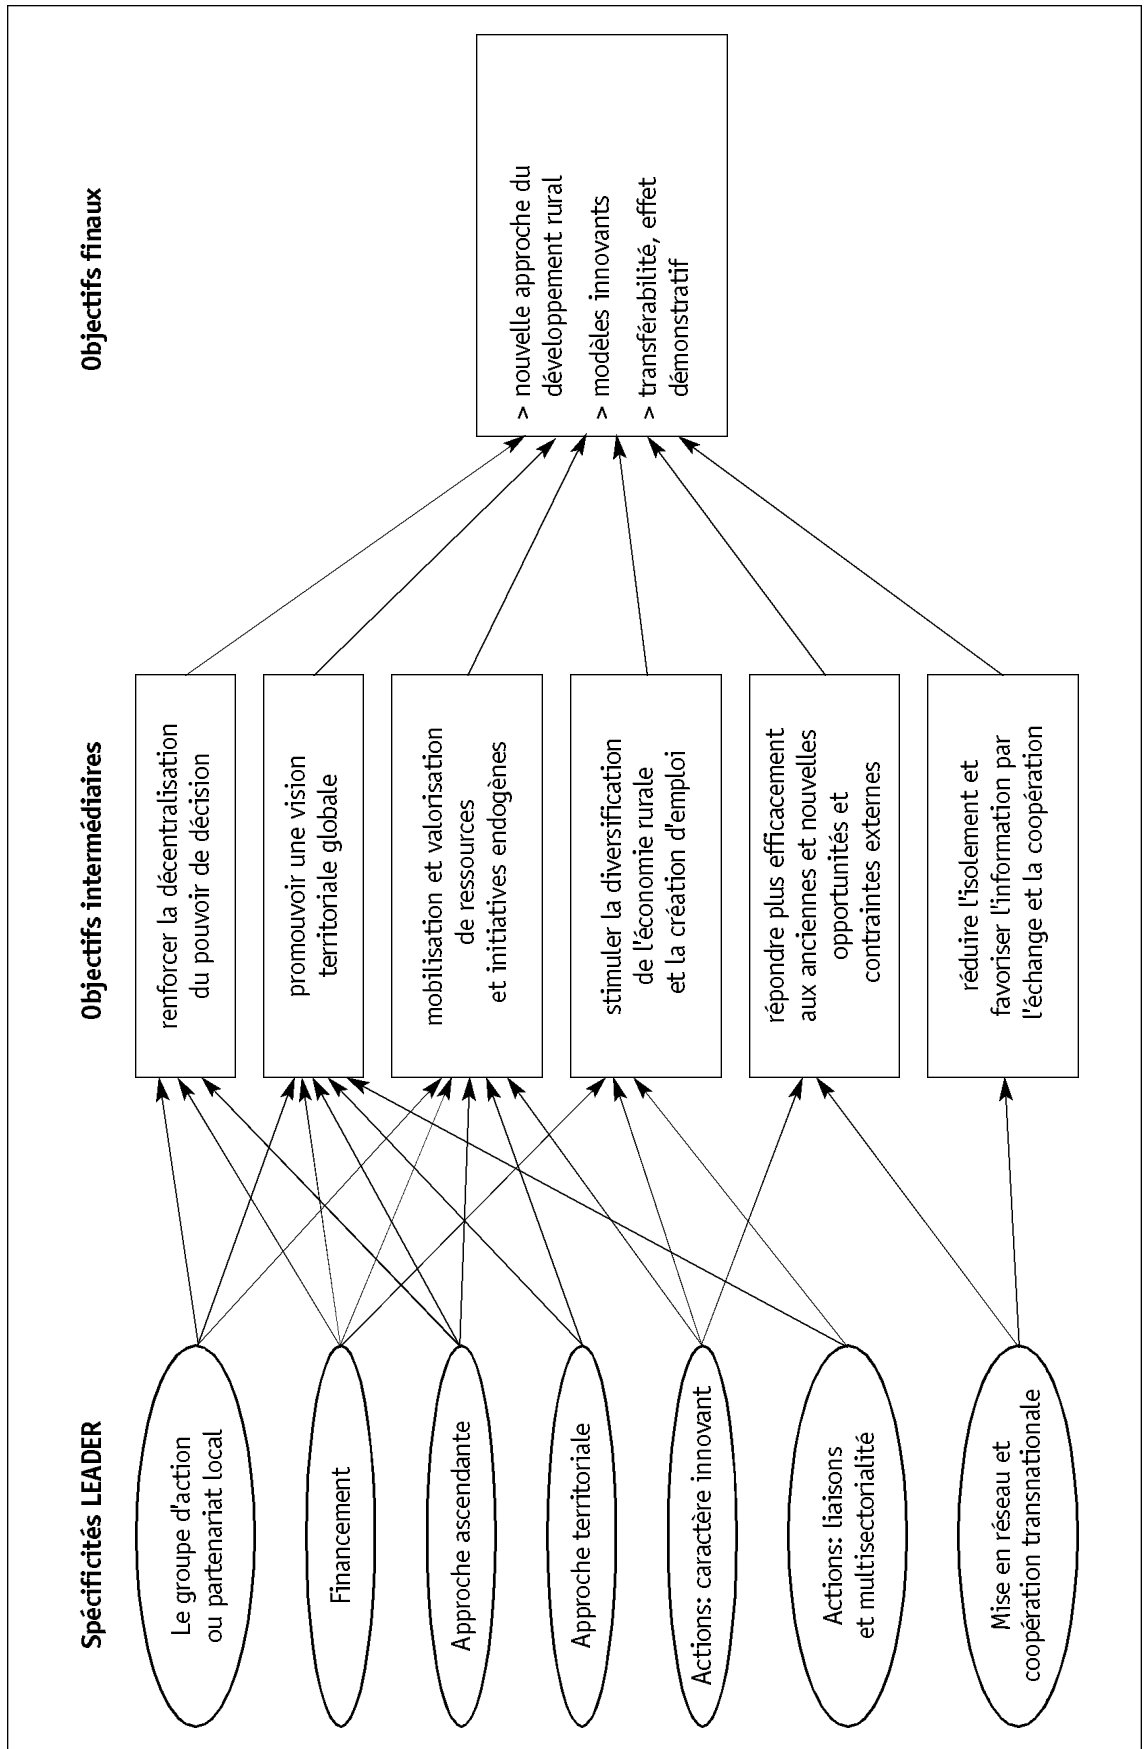 Spécificités LEADER
Le groupe d'action
ou partenariat local
Financement
Approche ascendante
Approche territoriale
Actions: caractère innovant
Actions: liaisons
et multisectorialité
Mise en réseau et
coopération transnationale
Objectifs intermédiaires
renforcer la décentralisation
du pouvoir de décision
promouvoir une vision
territoriale globale
mobilisation et valorisation
de ressources
et initiatives endogènes
stimuler la diversification
de l'économie rurale
et la création d'emploi
répondre plus efficacement
aux anciennes et nouvelles
opportunités et
contraintes externes
réduire l'isolement et
favoriser l'information par
l'échange et la coopération
Objectifs finaux
> nouvelle approche du
développement rural
> modèles innovants
> transférabilité, effet
démonstratif